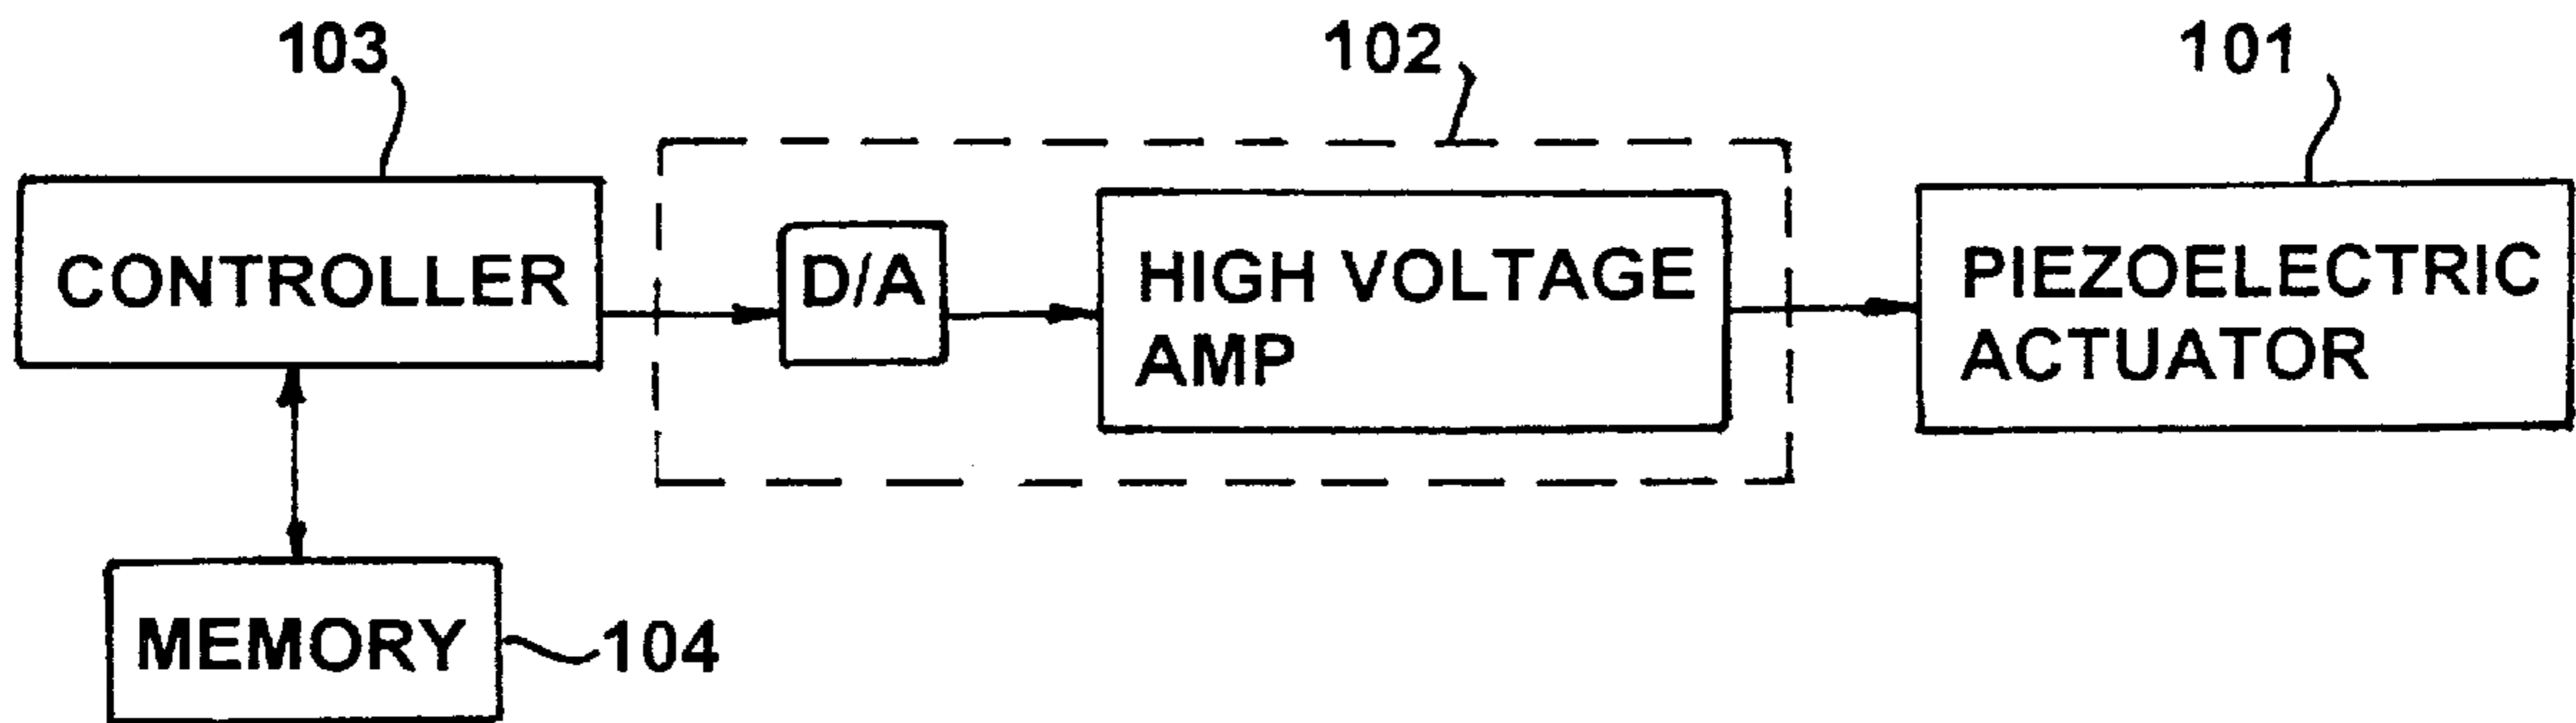 103
102
101
CONTROLLER
D/A
HIGH VOLTAGE
AMP
PIEZOELECTRIC
ACTUATOR
MEMORY
104